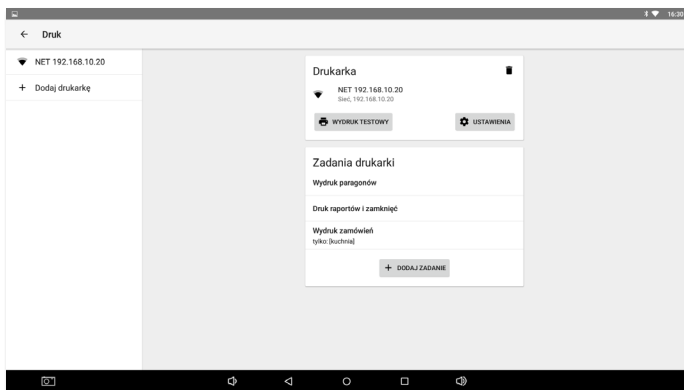 16:30
Druk
NET 192.168.10.20
Dodaj drukarkę
Drukarka
NET 192.168.10.20
Sieć, 192.168.10.20
WYDRUK TESTOWY
USTAWIENIA
Zadania drukarki
Wydruk paragonów
Druk raportów i zamknięć
Wydruk zamówień
tylko: [kuchnia]
DODAJ ZADANIE